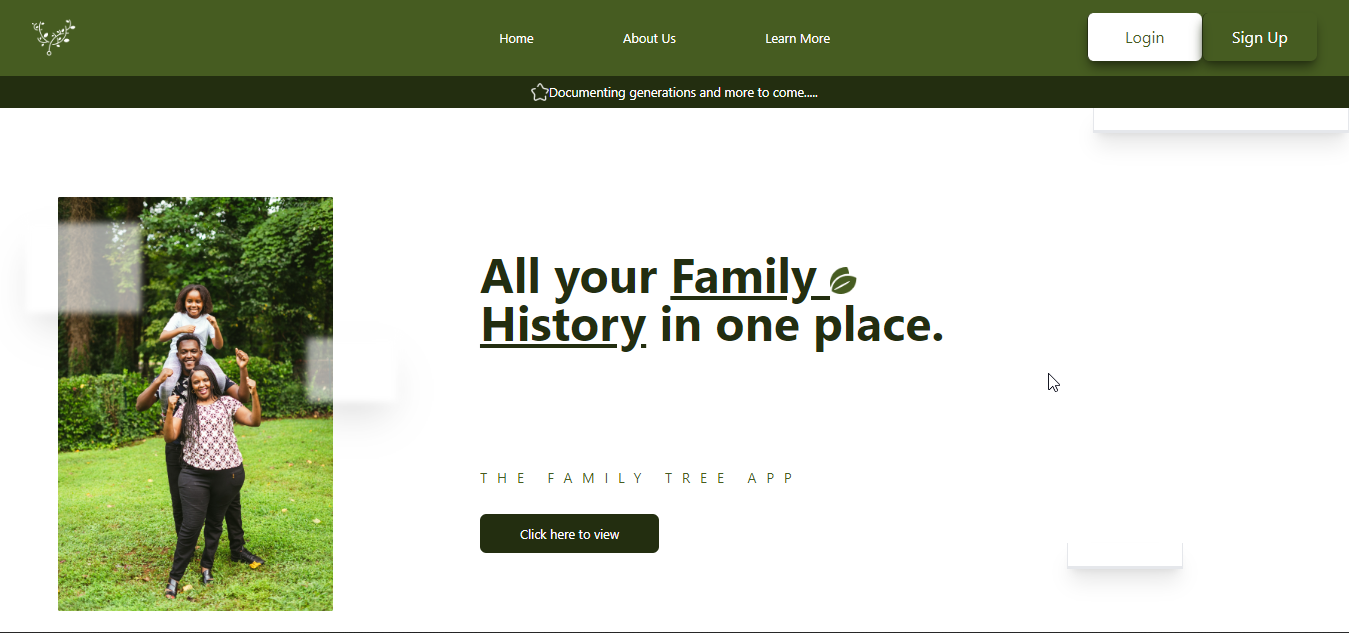 Home About Us Learn More Login Sign Up
Documenting generations and more to come.....
All your Family
History in one place.
THE FAMILY TREE APP
Click here to view